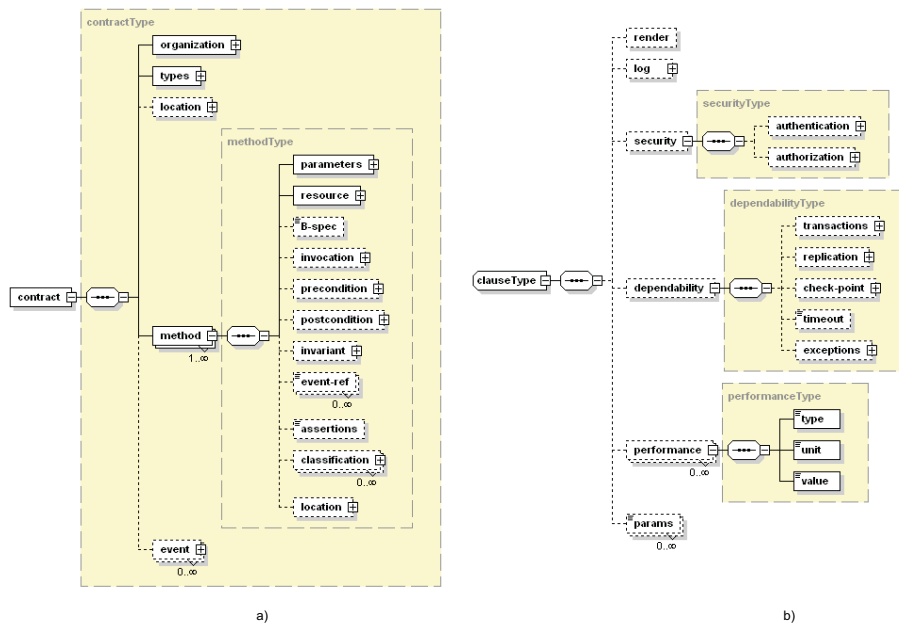 contractType
organization
types
location
methodType
parameters
resource
B-spec
invocation
precondition
contract
postcondition
method
1..∞
invariant
event-ref
0..∞
assertions
classification
0..∞
location
event
0..∞
a)
render
log
securityType
authentication
security
authorization
dependabilityType
transactions
replication
clauseType
dependability
check-point
timeout
exceptions
performanceType
type
performance
0..∞
unit
value
params
0..∞
b)